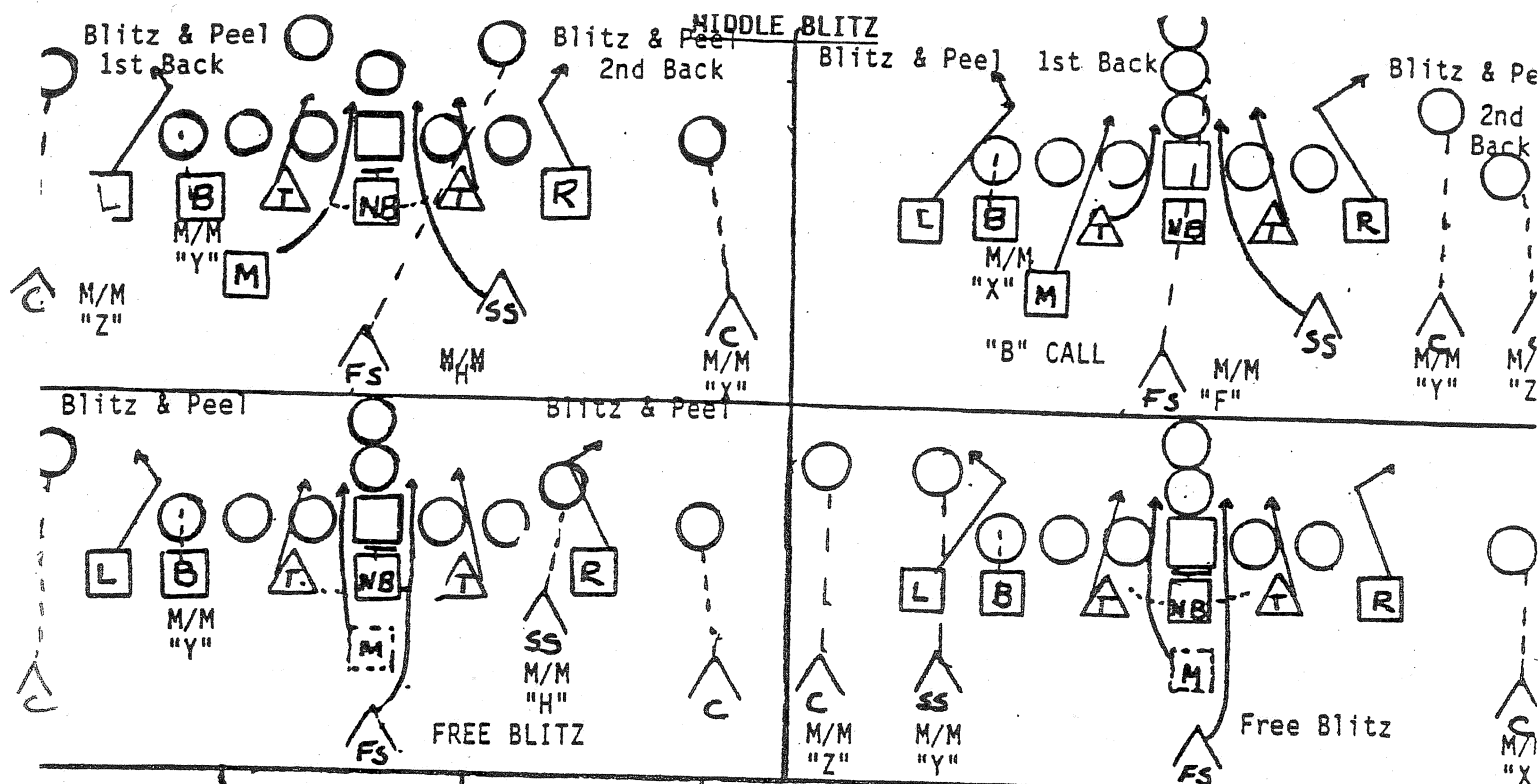 MIDDLE BLITZ
Blitz & Peel
1st Back
Blitz & Peel
2nd Back
L
B
T
NB
T
R
M/M
"Y"
M
SS
C
M/M
"Z"
FS
M/M
"H"
C
M/M
"X"
Blitz & Peel 1st Back
Blitz & Pe
2nd
Back
L
B
T
NB
T
R
M/M
"X"
M
SS
"B" CALL
FS
M/M
"F"
C
M/M
"Y"
M/
"Z
Blitz & Peel
Blitz & Peel
L
B
T
NB
T
R
M/M
"Y"
M
SS
M/M
"H"
C
C
FS
FREE BLITZ
L
B
T
NB
T
R
M
C
M/M
"Z"
SS
M/M
"Y"
FS
Free Blitz
C
M/
"X